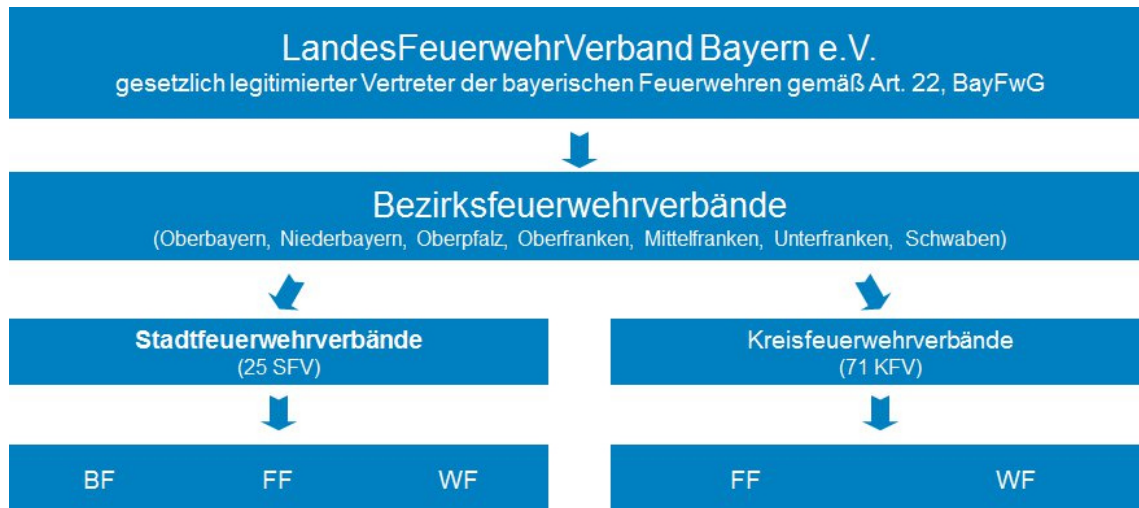 LandesFeuerwehrVerband Bayern e.V.
gesetzlich legitimierter Vertreter der bayerischen Feuerwehren gemäß Art. 22, BayFwG
Bezirksfeuerwehrverbände
(Oberbayern, Niederbayern, Oberpfalz, Oberfranken, Mittelfranken, Unterfranken, Schwaben)
Stadtfeuerwehrverbände
(25 SFV)
Kreisfeuerwehrverbände
(71 KFV)
BF FF WF
FF WF